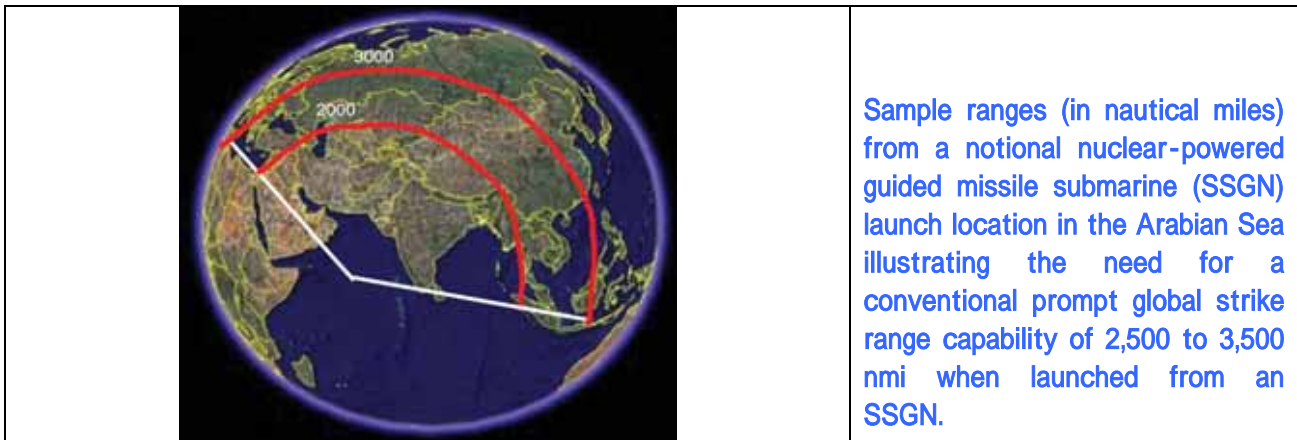 3000
2000
Sample ranges (in nautical miles)
from a notional nuclear-powered
guided missile submarine (SSGN)
launch location in the Arabian Sea
illustrating the need for a
conventional prompt global strike
range capability of 2,500 to 3,500
nmi when launched from an
SSGN.